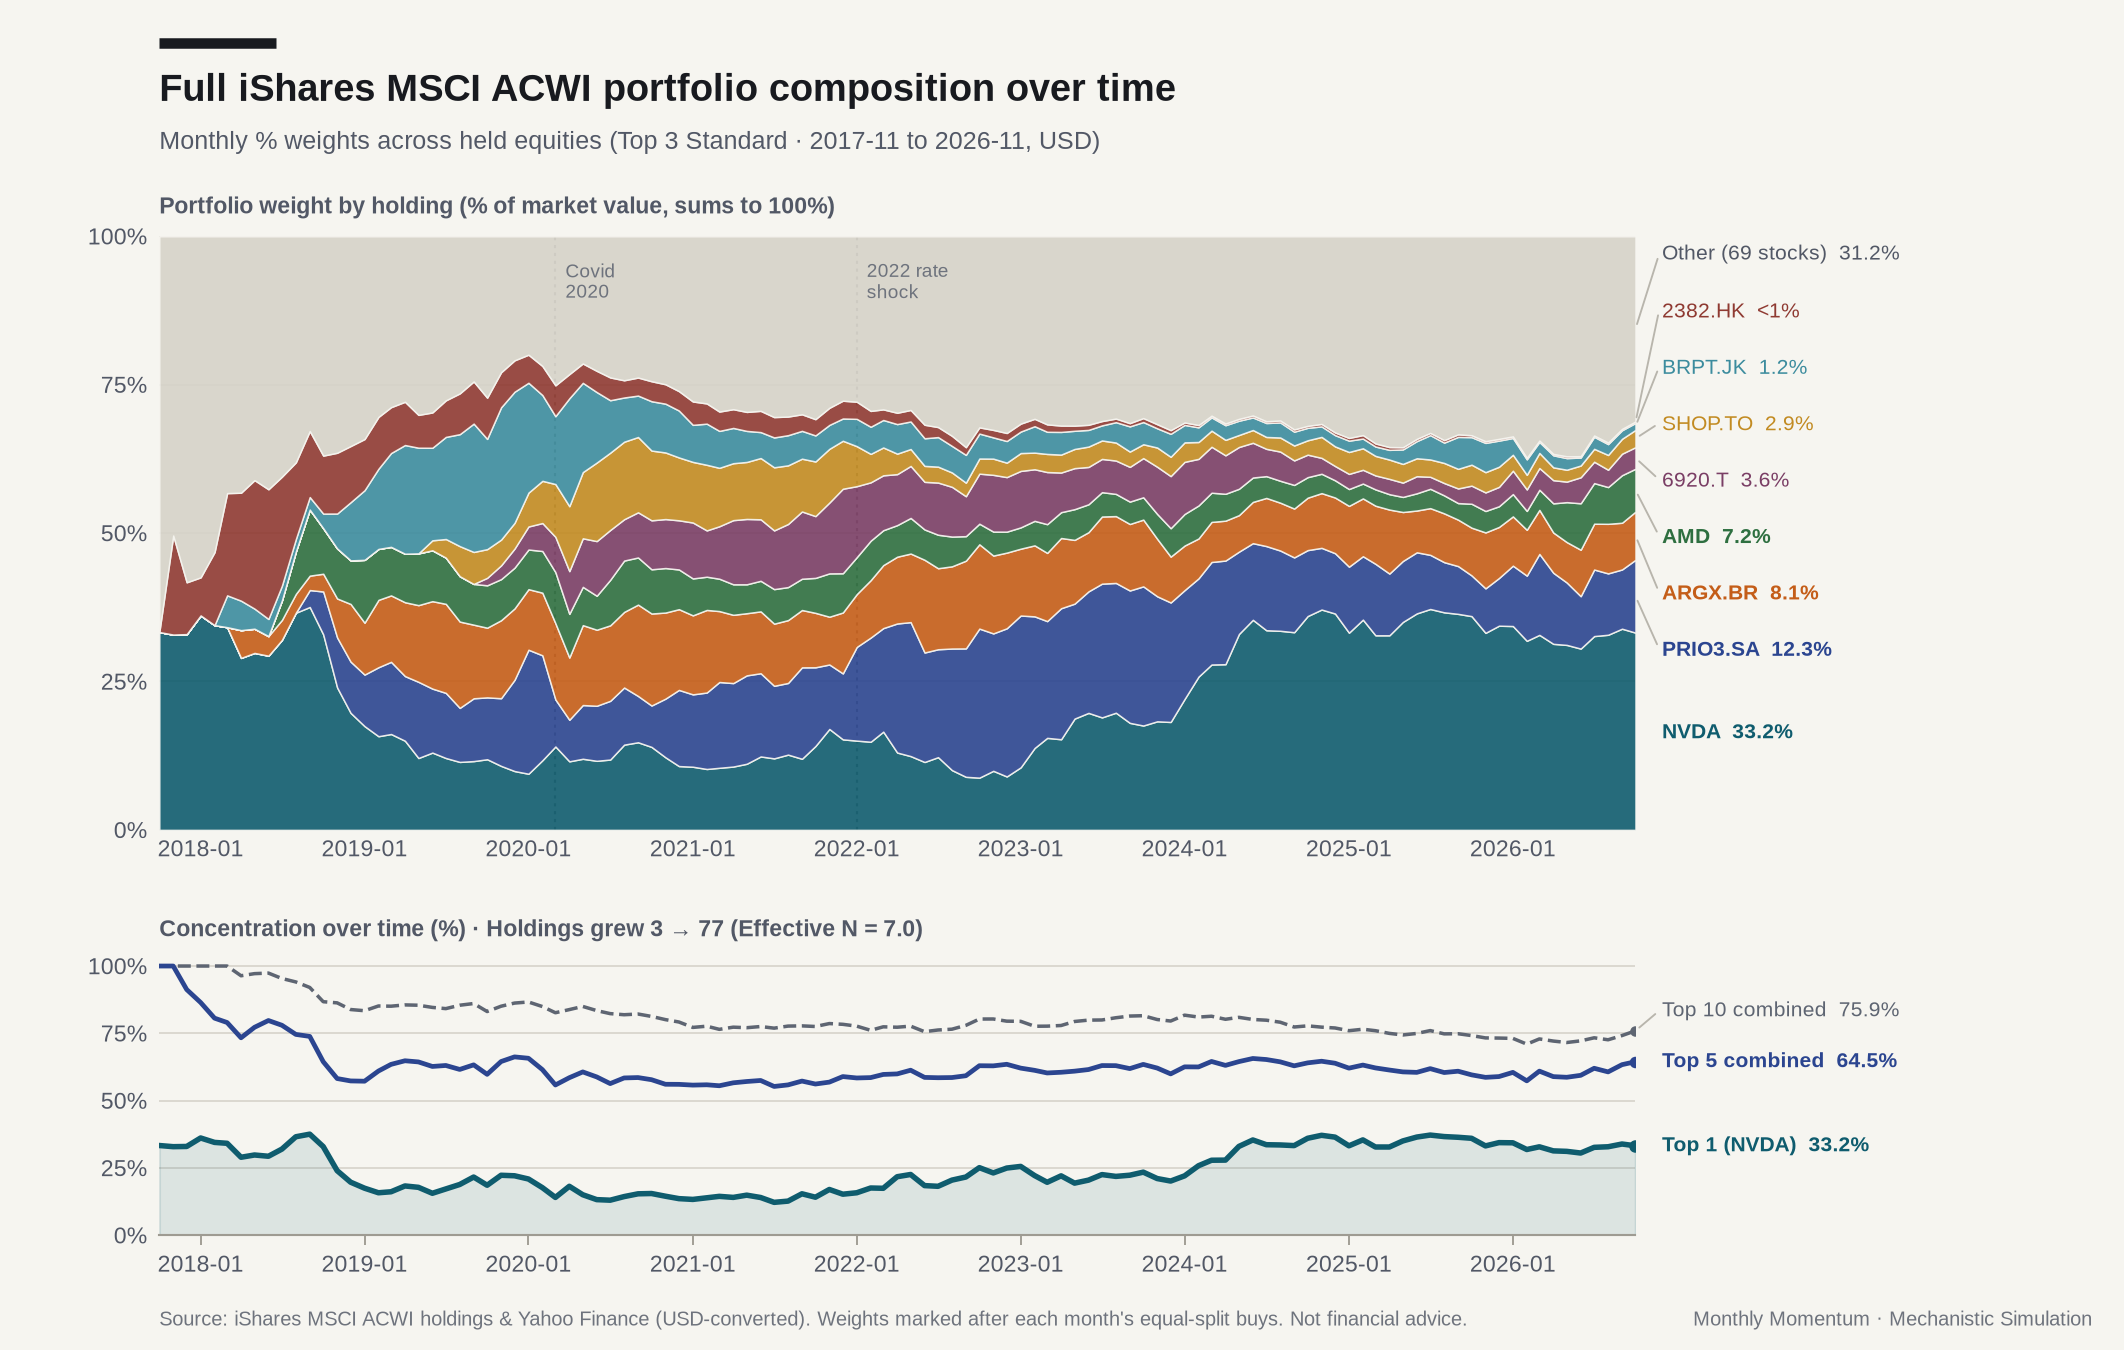 Full iShares MSCI ACWI portfolio composition over time
Monthly % weights across held equities (Top 3 Standard · 2017-11 to 2026-11, USD)
Portfolio weight by holding (% of market value, sums to 100%)
100%
75%
50%
25%
0%
Covid
2020
2022 rate
shock
Other (69 stocks) 31.2%
2382.HK <1%
BRPT.JK 1.2%
SHOP.TO 2.9%
6920.T 3.6%
AMD 7.2%
ARGX.BR 8.1%
PRIO3.SA 12.3%
NVDA 33.2%
2018-01 2019-01 2020-01 2021-01 2022-01 2023-01 2024-01 2025-01 2026-01
Concentration over time (%) · Holdings grew 3 → 77 (Effective N = 7.0)
100%
75%
50%
25%
0%
Top 10 combined 75.9%
Top 5 combined 64.5%
Top 1 (NVDA) 33.2%
2018-01 2019-01 2020-01 2021-01 2022-01 2023-01 2024-01 2025-01 2026-01
Source: iShares MSCI ACWI holdings & Yahoo Finance (USD-converted). Weights marked after each month's equal-split buys. Not financial advice.
Monthly Momentum · Mechanistic Simulation